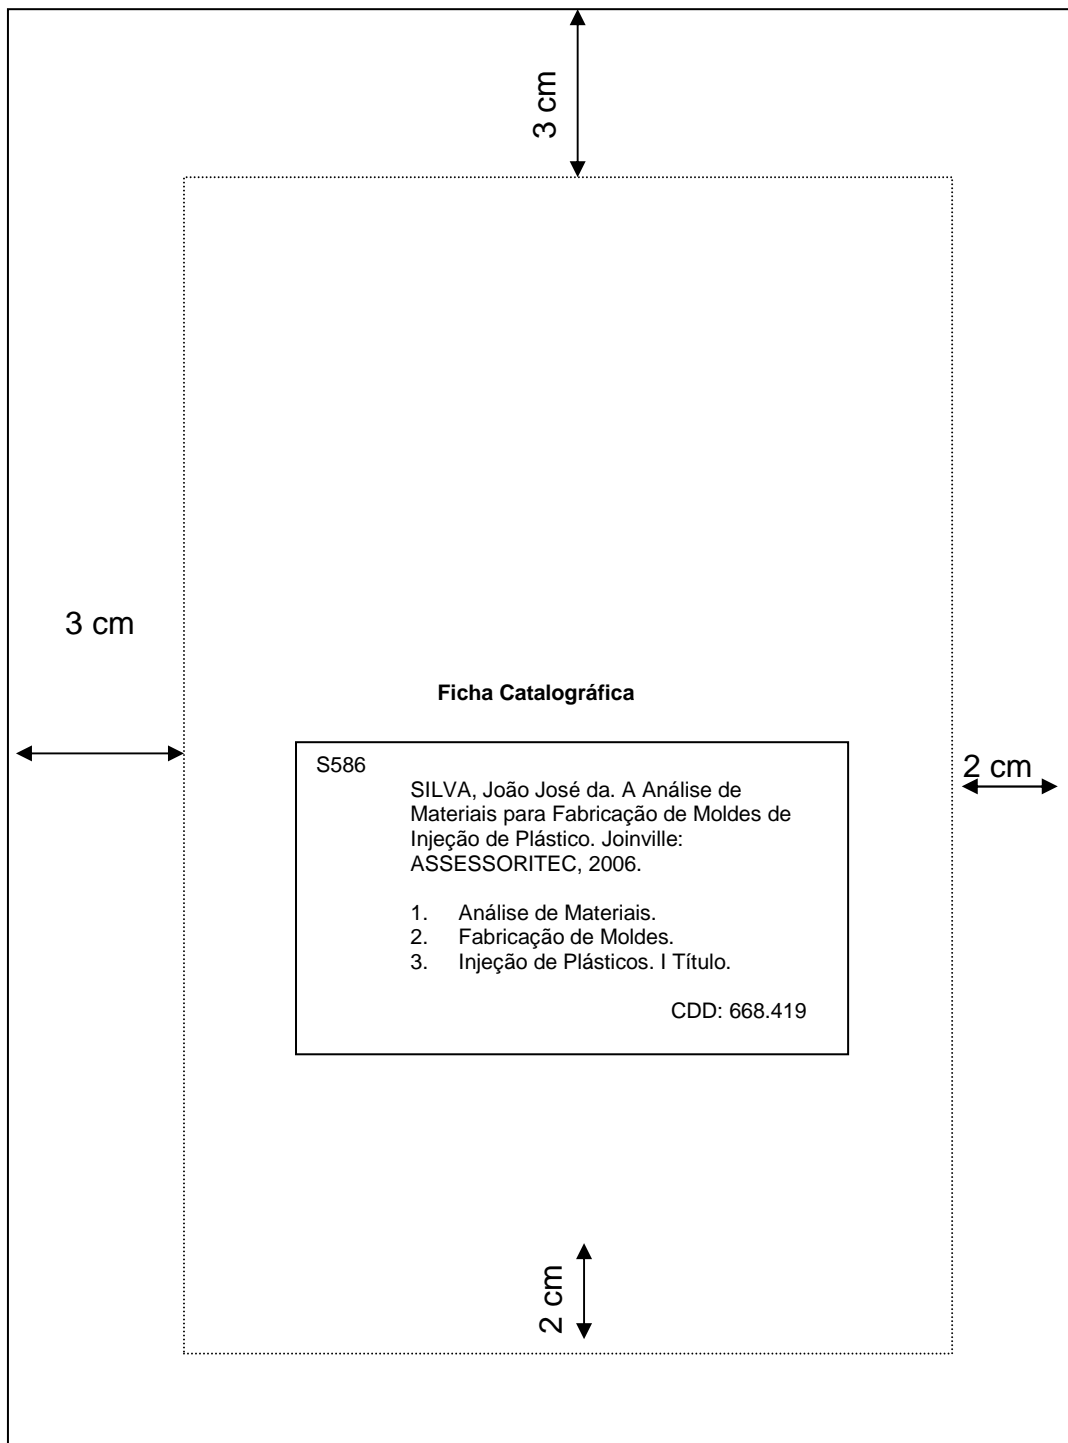 3 cm
3 cm
Ficha Catalográfica
S586
2 cm
SILVA, João José da. A Análise de
Materiais para Fabricação de Moldes de
Injeção de Plástico. Joinville:
ASSESSORITEC, 2006.
1. Análise de Materiais.
2. Fabricação de Moldes.
3. Injeção de Plásticos. I Título.
CDD: 668.419
2 cm